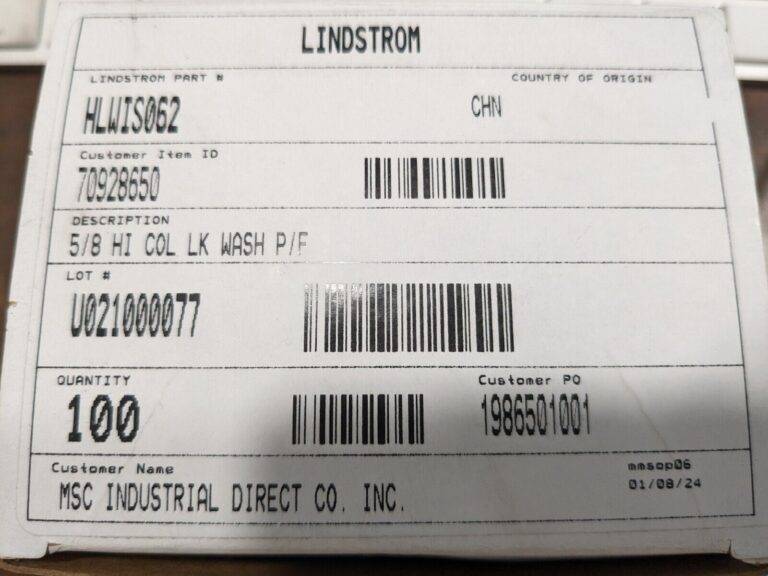 LINDSTROM
LINDSTROM PART #
COUNTRY OF ORIGIN
HLWIS062
CHN
Customer Item ID
70928650
DESCRIPTION
5/8 HI COL LK WASH P/F
LOT #
U021000077
QUANTITY
Customer PO
100
1986501001
Customer Name
mmsop06
01/08/24
MSC INDUSTRIAL DIRECT CO. INC.